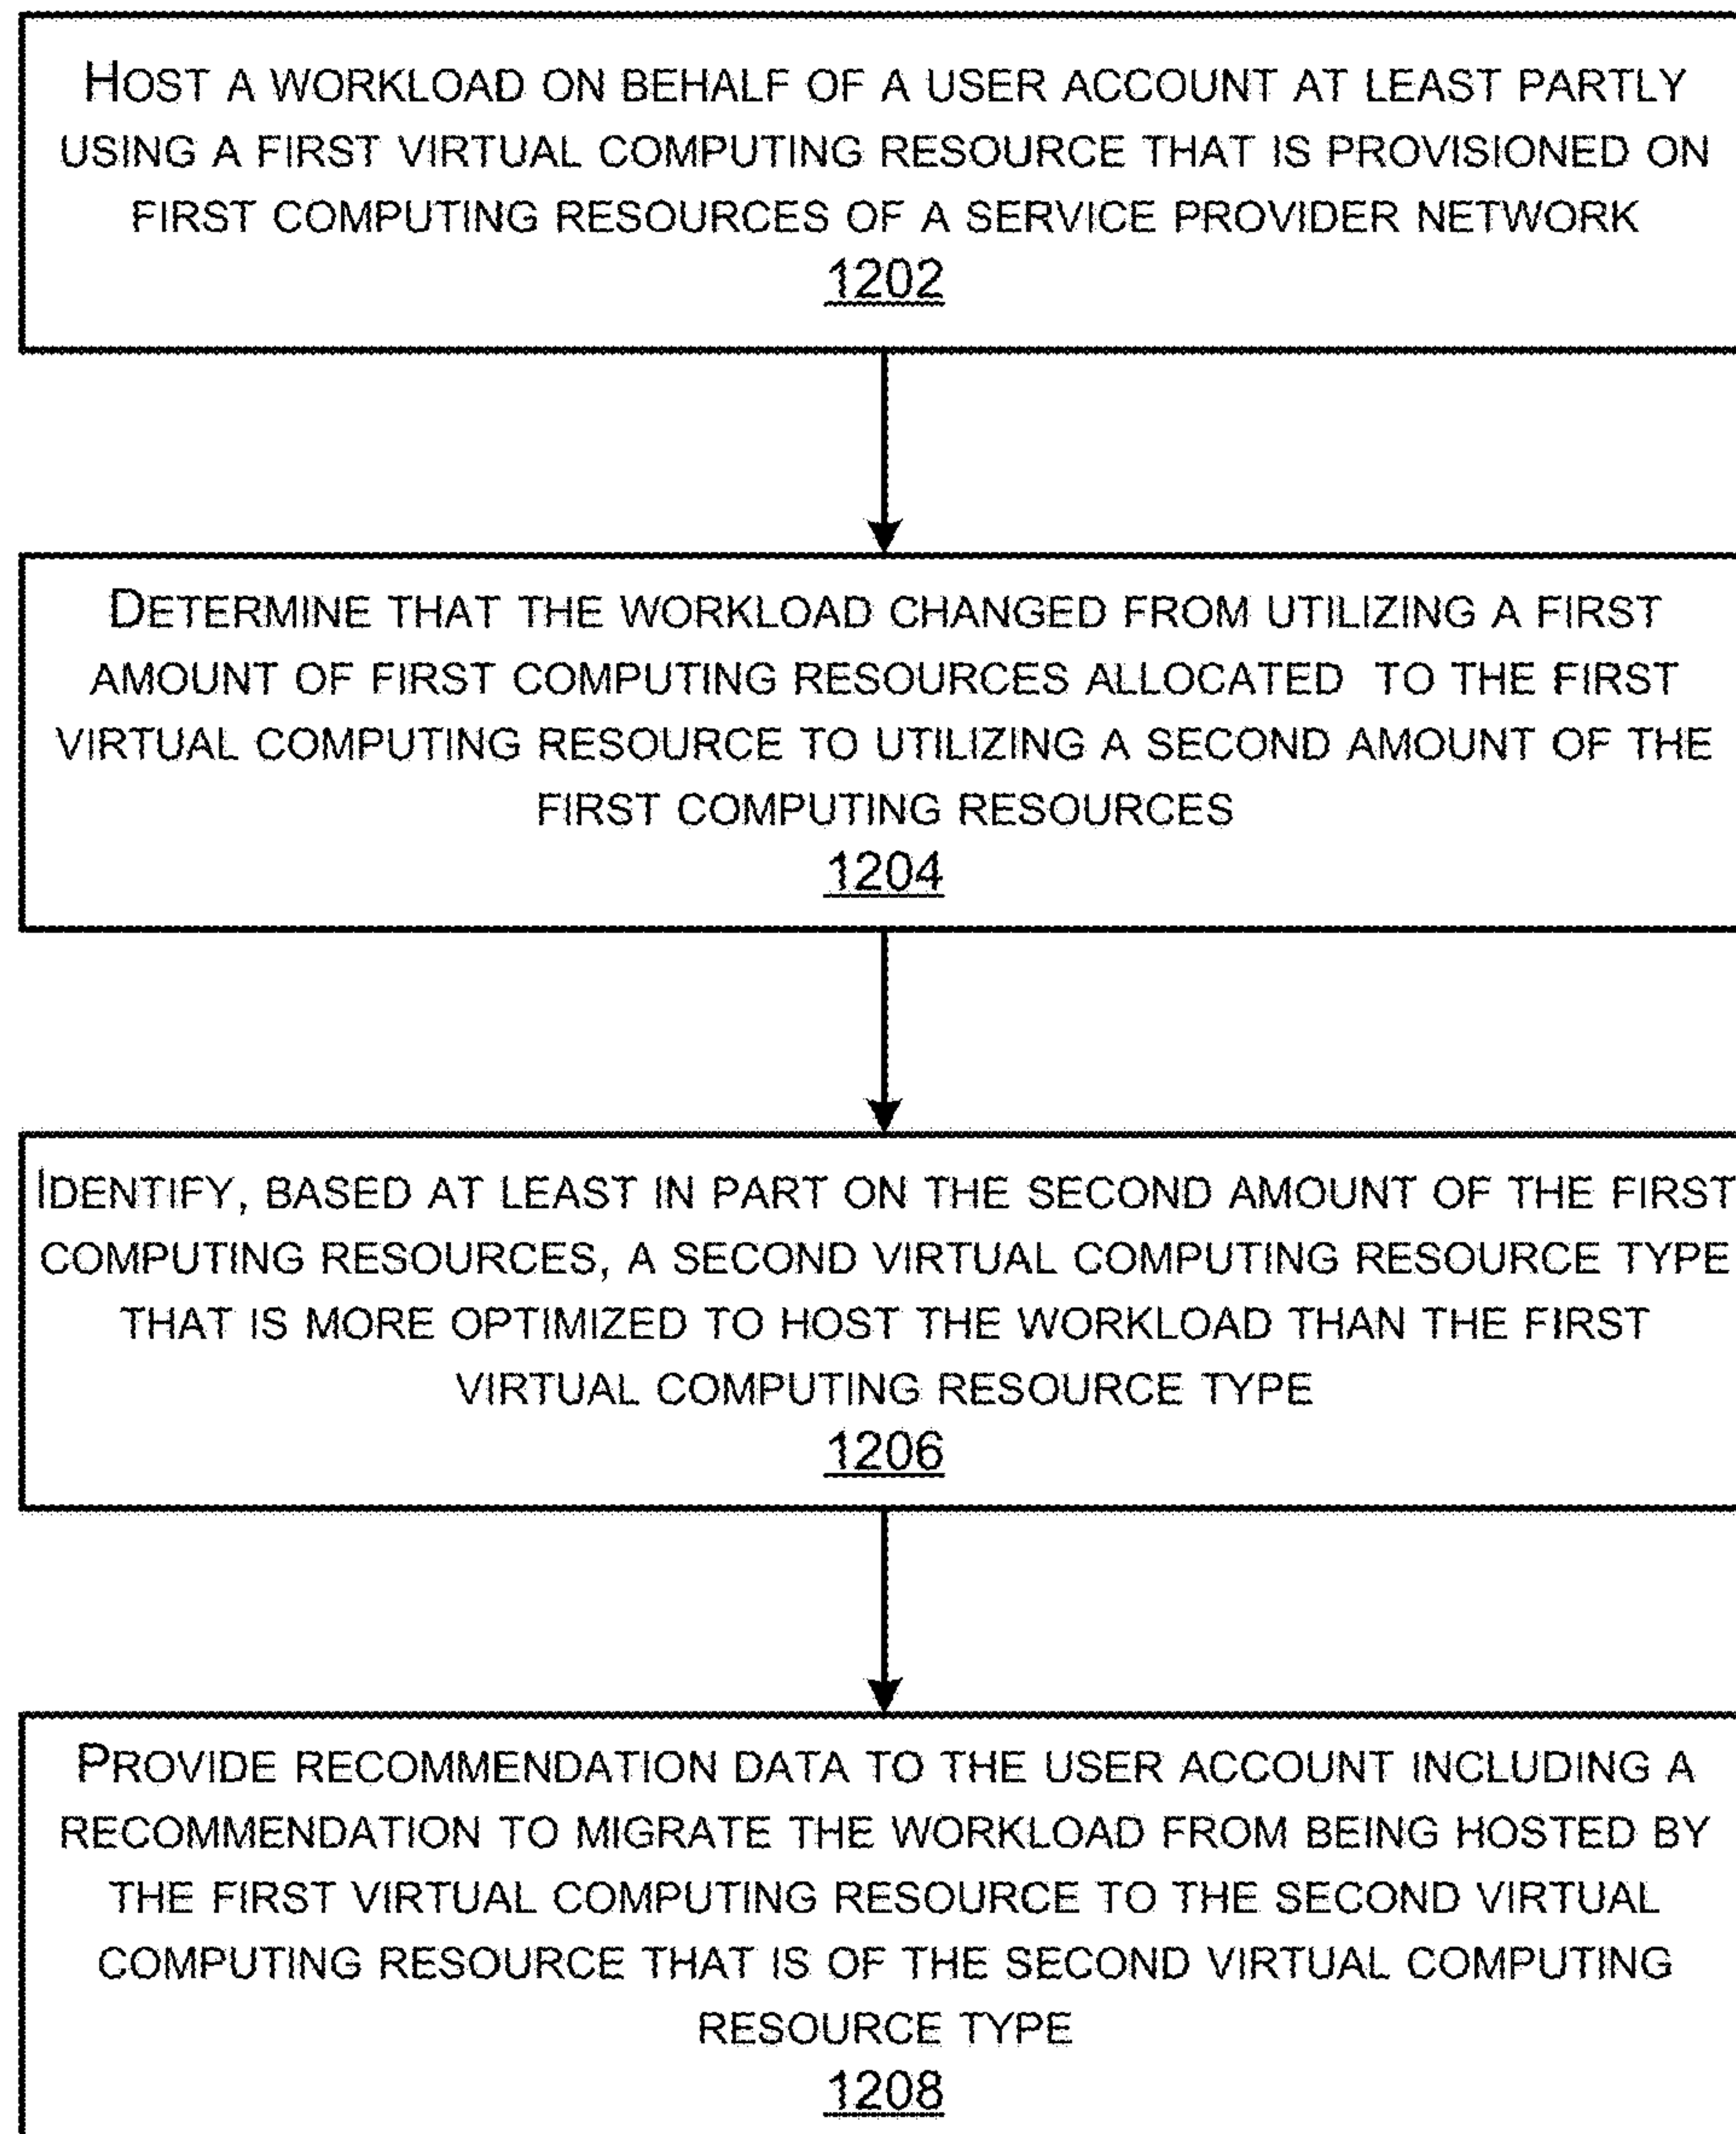 HOST A WORKLOAD ON BEHALF OF A USER ACCOUNT AT LEAST PARTLY
USING A FIRST VIRTUAL COMPUTING RESOURCE THAT IS PROVISIONED ON
FIRST COMPUTING RESOURCES OF A SERVICE PROVIDER NETWORK
1202
DETERMINE THAT THE WORKLOAD CHANGED FROM UTILIZING A FIRST
AMOUNT OF FIRST COMPUTING RESOURCES ALLOCATED TO THE FIRST
VIRTUAL COMPUTING RESOURCE TO UTILIZING A SECOND AMOUNT OF THE
FIRST COMPUTING RESOURCES
1204
IDENTIFY, BASED AT LEAST IN PART ON THE SECOND AMOUNT OF THE FIRST
COMPUTING RESOURCES, A SECOND VIRTUAL COMPUTING RESOURCE TYPE
THAT IS MORE OPTIMIZED TO HOST THE WORKLOAD THAN THE FIRST
VIRTUAL COMPUTING RESOURCE TYPE
1206
PROVIDE RECOMMENDATION DATA TO THE USER ACCOUNT INCLUDING A
RECOMMENDATION TO MIGRATE THE WORKLOAD FROM BEING HOSTED BY
THE FIRST VIRTUAL COMPUTING RESOURCE TO THE SECOND VIRTUAL
COMPUTING RESOURCE THAT IS OF THE SECOND VIRTUAL COMPUTING
RESOURCE TYPE
1208